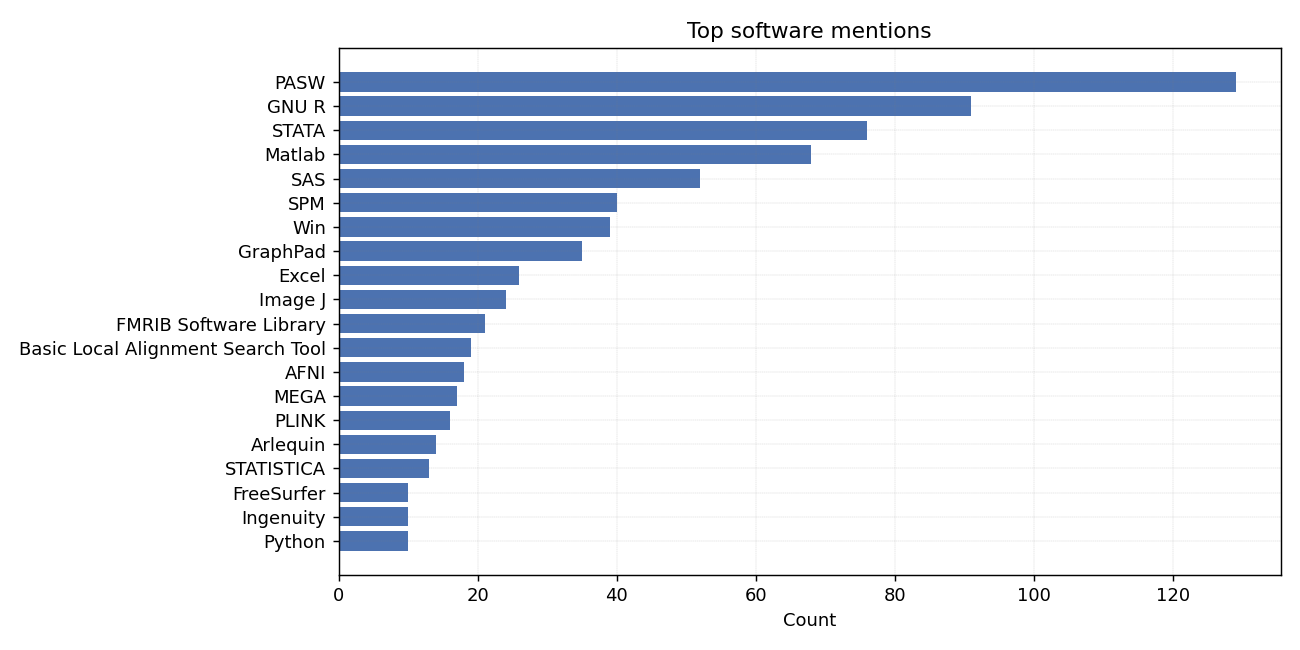 Top software mentions
PASW
GNU R
STATA
Matlab
SAS
SPM
Win
GraphPad
Excel
Image J
FMRIB Software Library
Basic Local Alignment Search Tool
AFNI
MEGA
PLINK
Arlequin
STATISTICA
FreeSurfer
Ingenuity
Python
0 20 40 60 80 100 120
Count